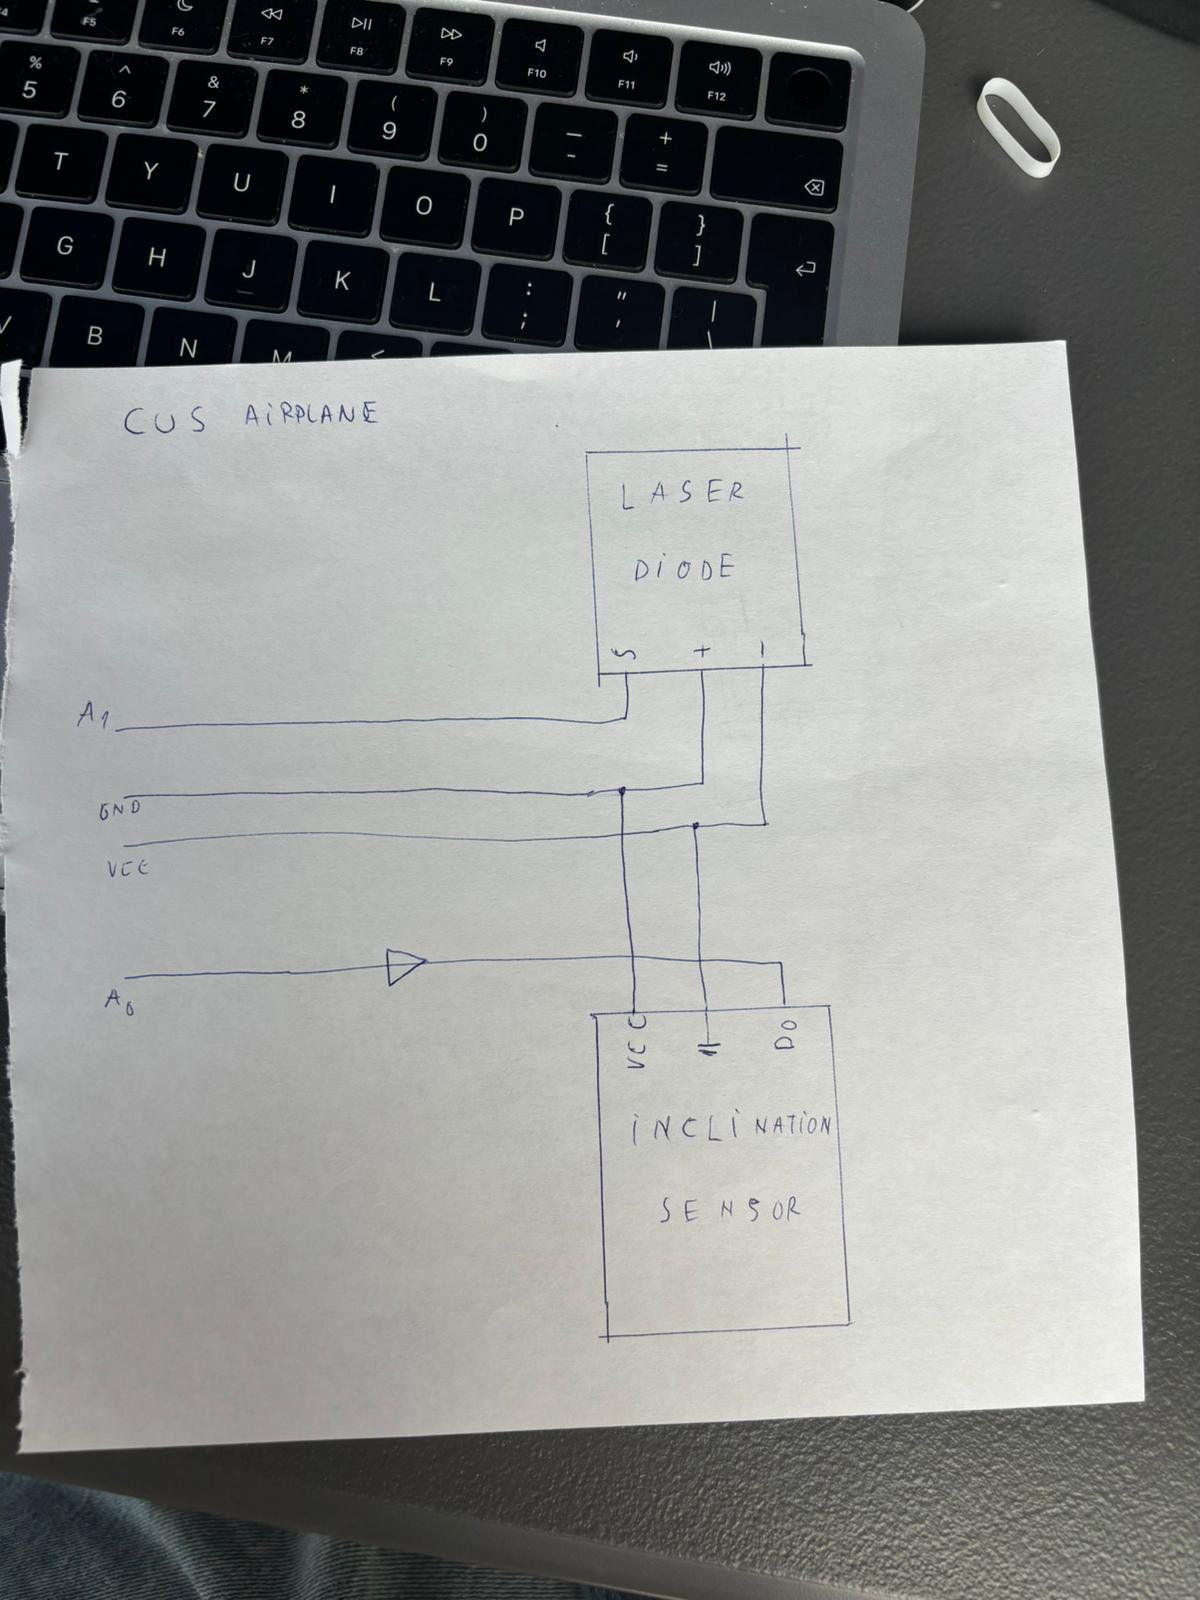 F5 F6 F7 F8 F9 F10 F11 F12
% 5 ^ 6 & 7 * 8 ( 9 ) 0 — - + =
T Y U I O P { [ } ]
G H J K L : ; " ' | \
B N M <
CUS AiRPLANE
LASER
DiODE
S + -
A1
GND
VCC
A0
VCC DO
iNCLiNATiON
SENSOR